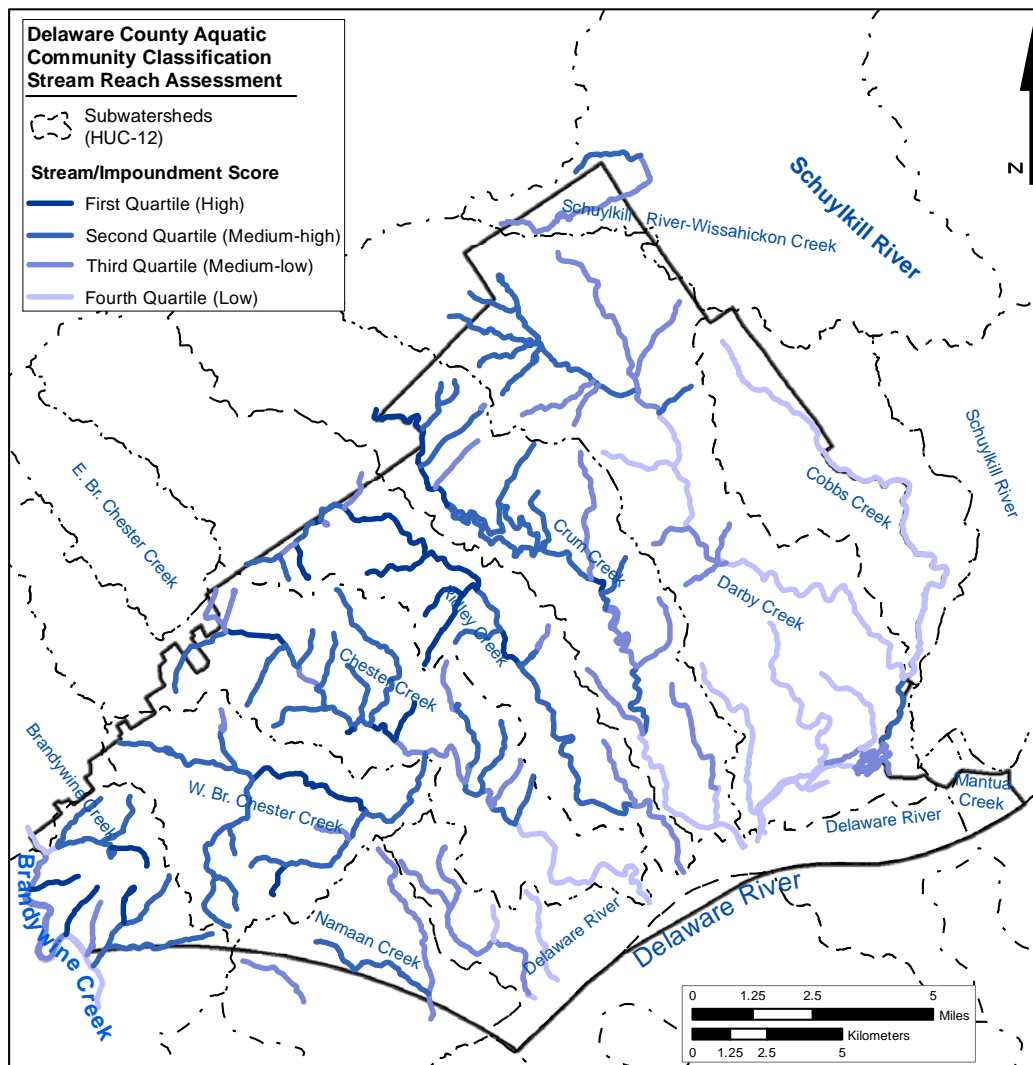 Delaware County Aquatic
Community Classification
Stream Reach Assessment
Subwatersheds
(HUC-12)
Stream/Impoundment Score
First Quartile (High)
Second Quartile (Medium-high)
Third Quartile (Medium-low)
Fourth Quartile (Low)
N
Schuylkill River
Schuylkill River-Wissahickon Creek
Schuylkill River
Cobbs Creek
E. Br. Chester Creek
Crum Creek
Darby Creek
Ridley Creek
Chester Creek
Brandywine Creek
W. Br. Chester Creek
Mantua
Creek
Delaware River
Delaware River
Delaware River
Namaan Creek
Brandywine Creek
0 1.25 2.5 5
Miles
Kilometers
0 1.25 2.5 5